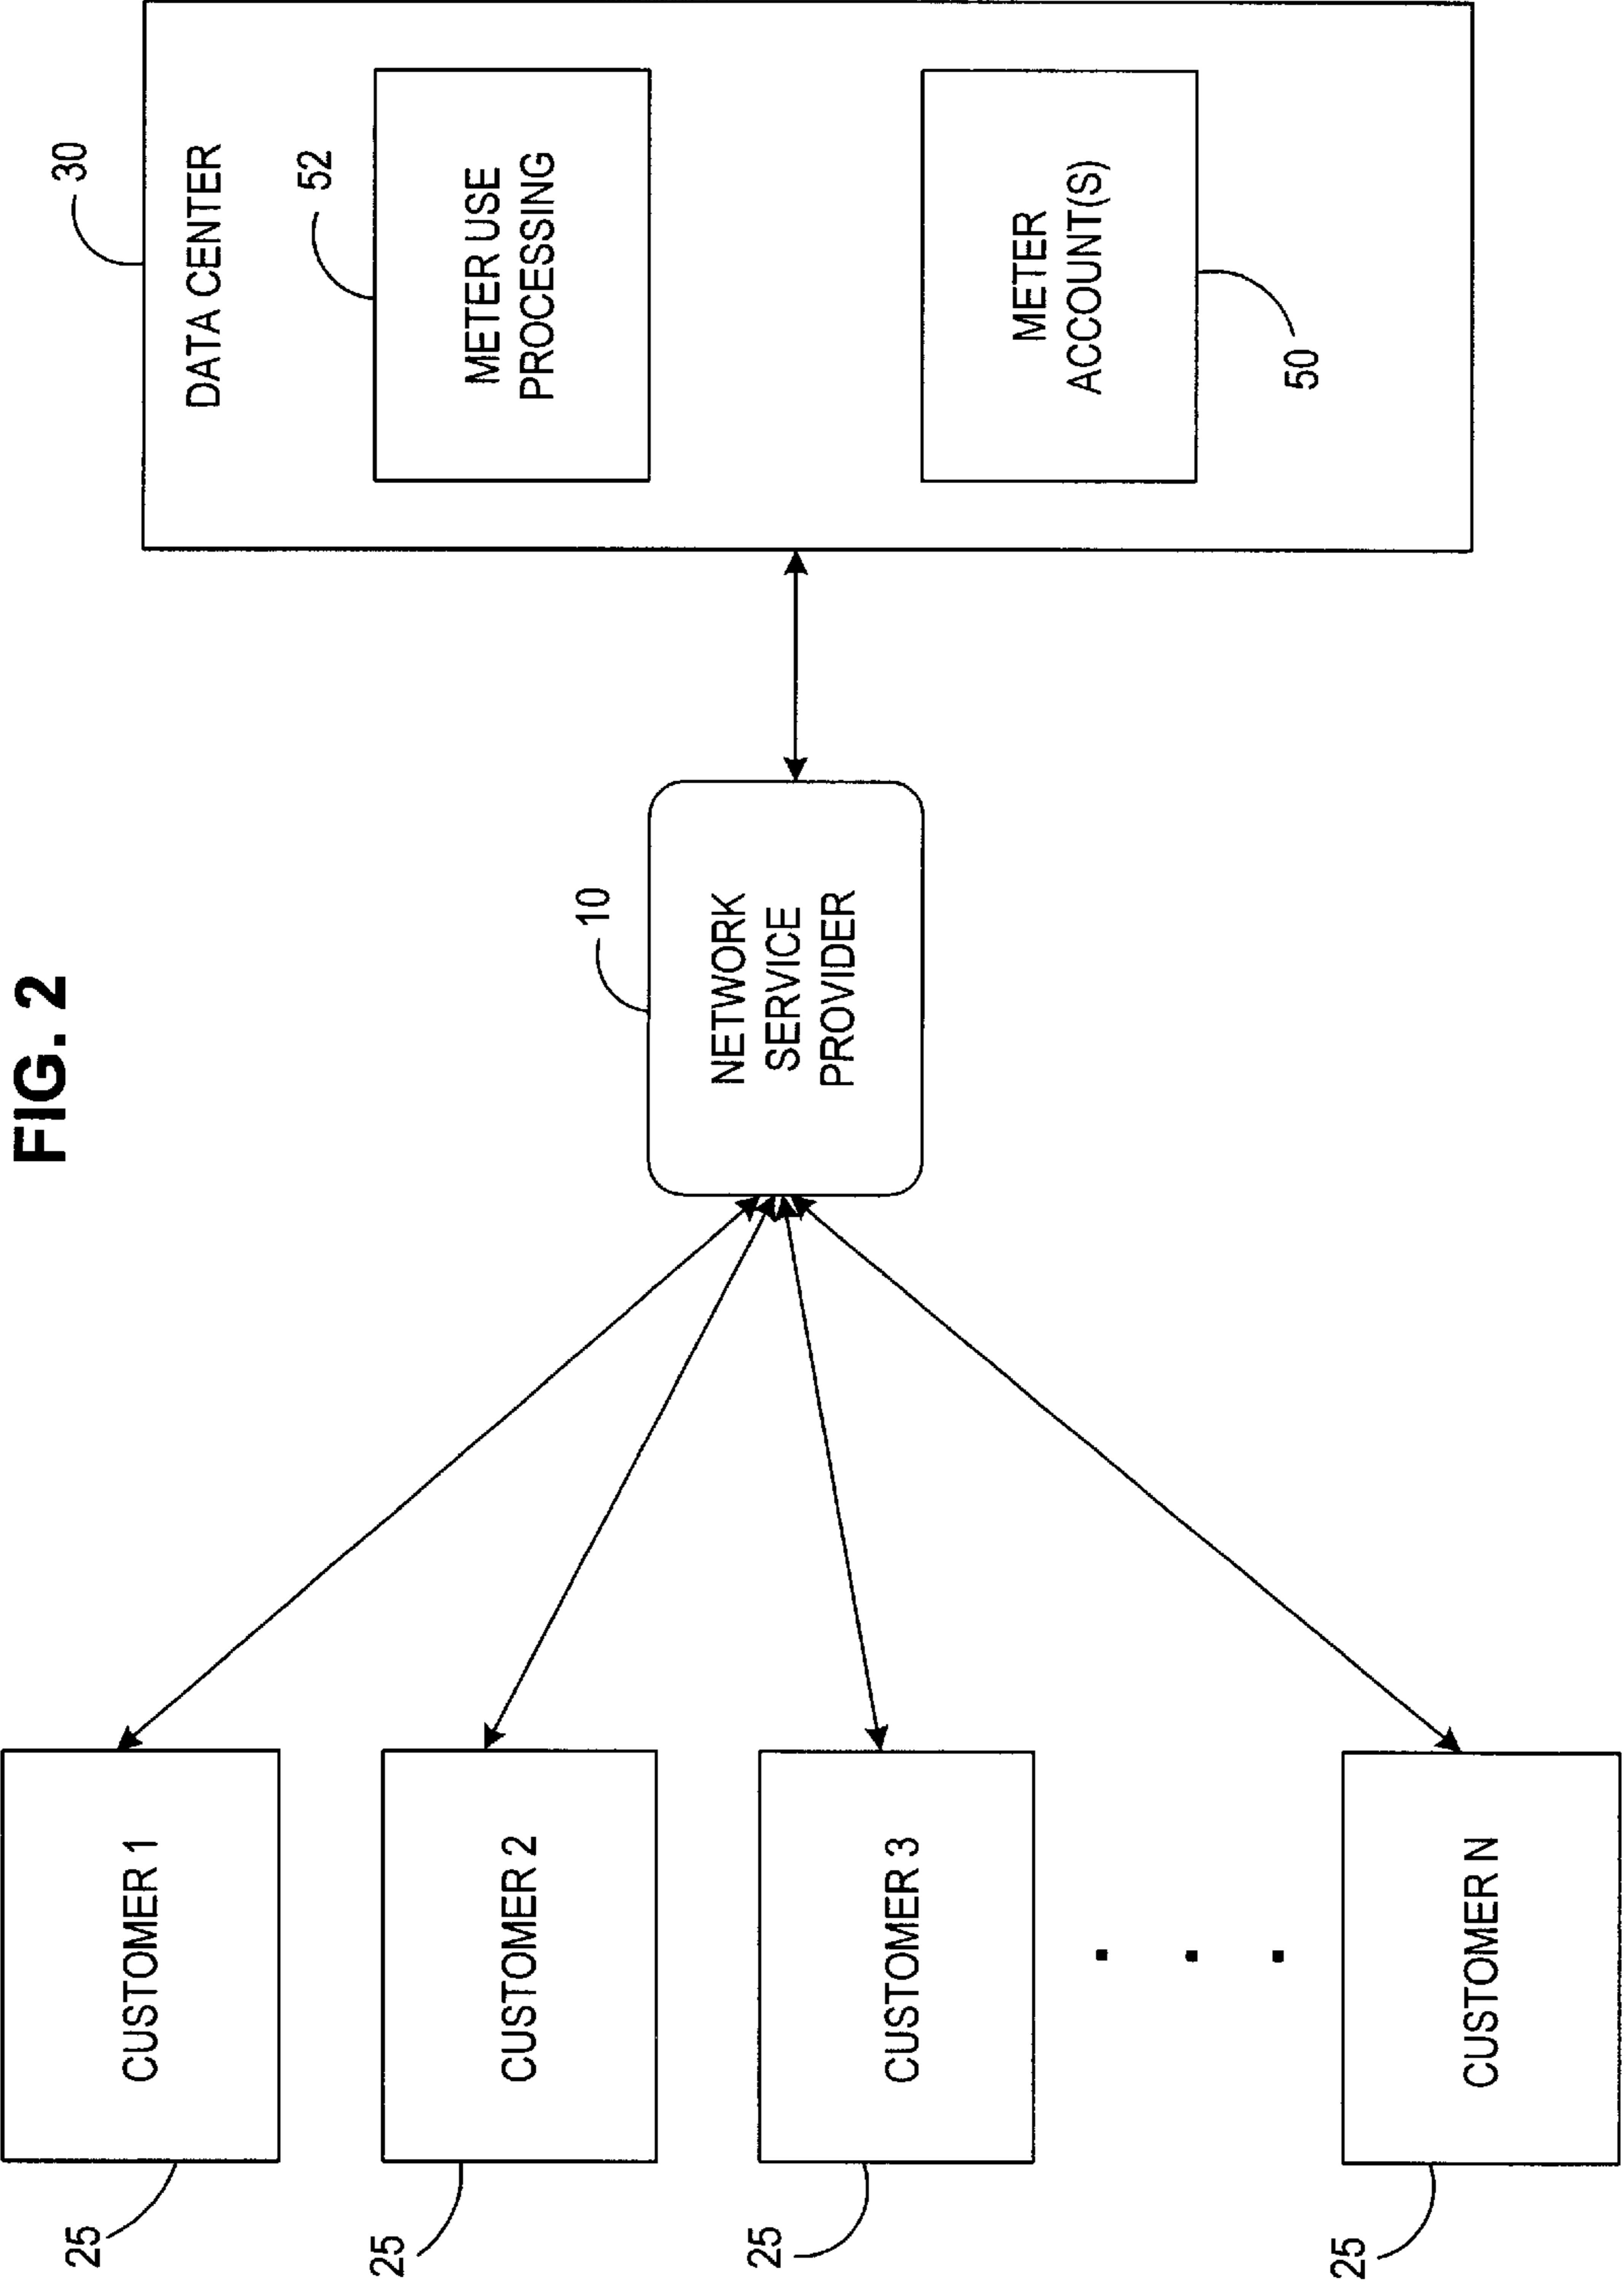 FIG. 2
25
CUSTOMER 1
25
CUSTOMER 2
25
CUSTOMER 3
. . .
25
CUSTOMER N
10
NETWORK
SERVICE
PROVIDER
30
DATA CENTER
52
METER USE
PROCESSING
METER
ACCOUNT(S)
50